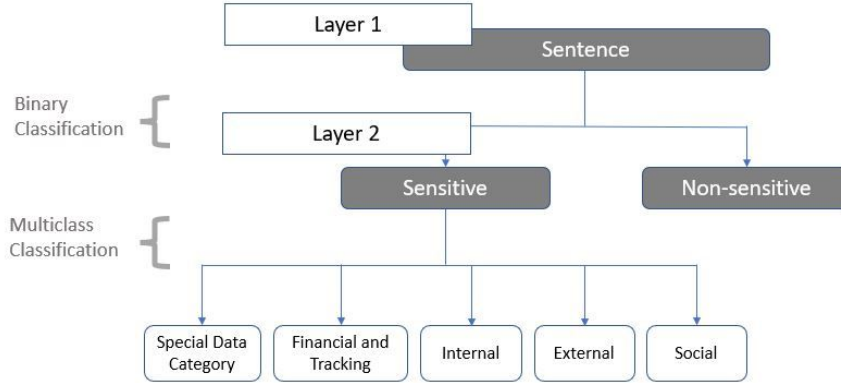 Layer 1
Sentence
Binary
Classification
Layer 2
Sensitive
Non-sensitive
Multiclass
Classification
Special Data
Category
Financial and
Tracking
Internal
External
Social